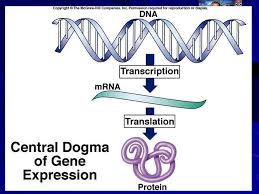 Copyright © The McGraw-Hill Companies, Inc. Permission required for reproduction or display.
DNA
Transcription
mRNA
Translation
Central Dogma
of Gene
Expression
Protein